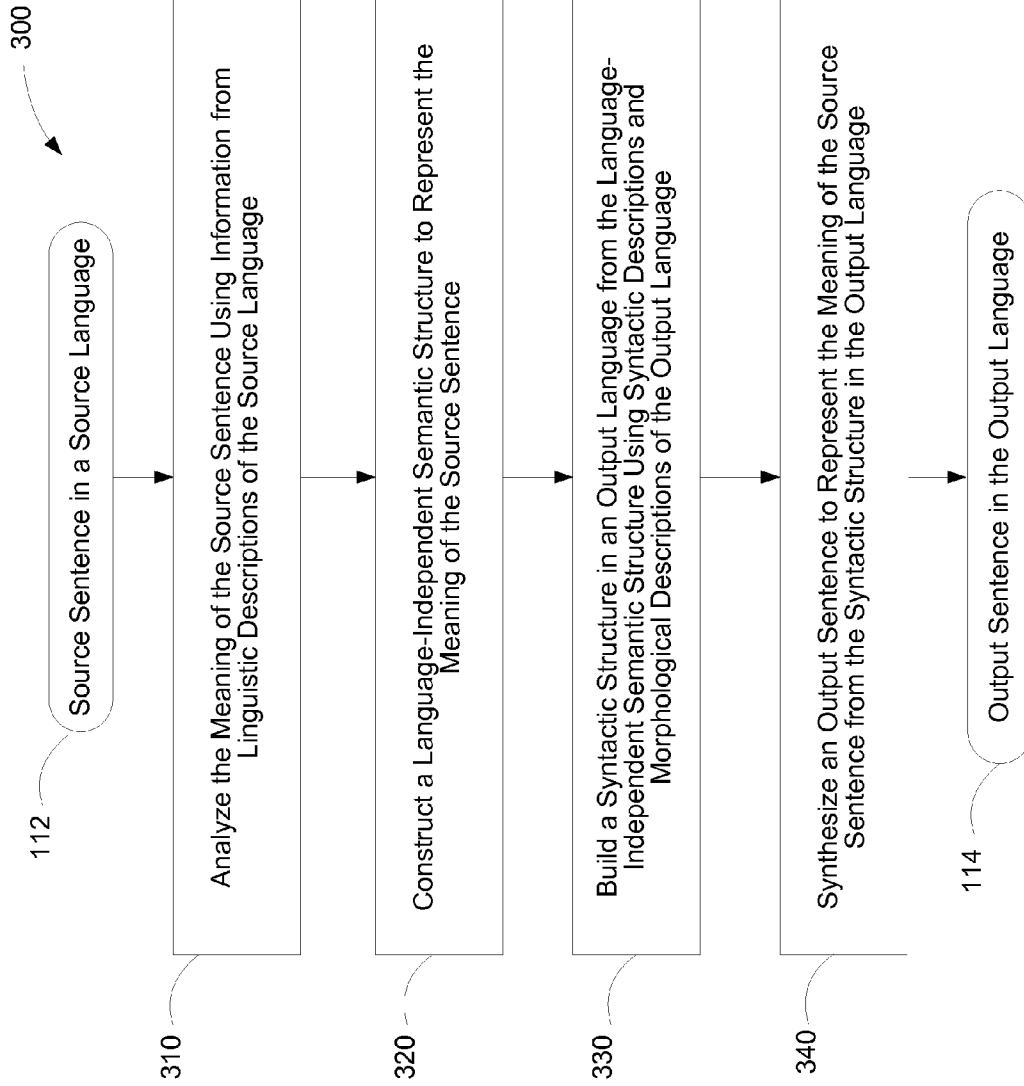 300
112
Source Sentence in a Source Language
310
Analyze the Meaning of the Source Sentence Using Information from
Linguistic Descriptions of the Source Language
320
Construct a Language-Independent Semantic Structure to Represent the
Meaning of the Source Sentence
330
Build a Syntactic Structure in an Output Language from the Language-
Independent Semantic Structure Using Syntactic Descriptions and
Morphological Descriptions of the Output Language
340
Synthesize an Output Sentence to Represent the Meaning of the Source
Sentence from the Syntactic Structure in the Output Language
114
Output Sentence in the Output Language